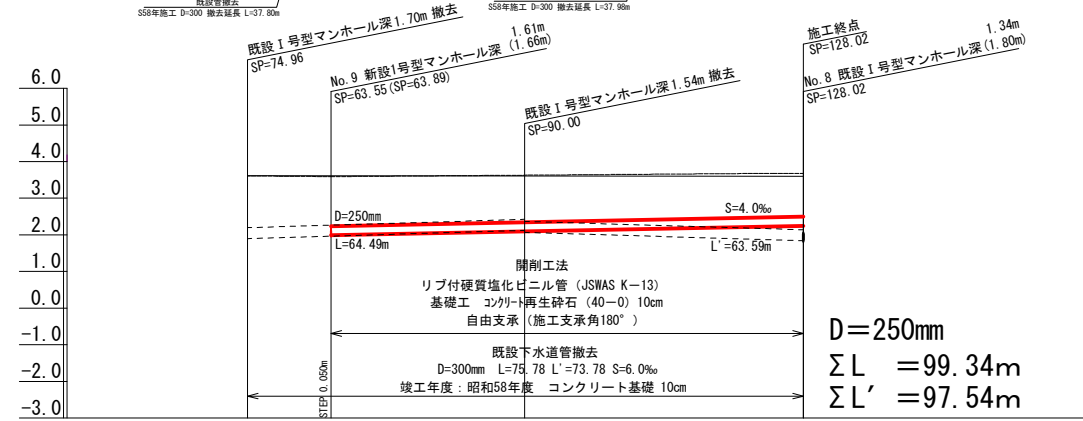 既設管撤去
S58年施工 D=300 撤去延長 L=37.80m
S58年施工 D=300 撤去延長 L=37.98m
既設Ⅰ号型マンホール深1.70m 撤去
SP=74.96
1.61m
No.9 新設1号型マンホール深 (1.66m)
SP=63.55(SP=63.89)
既設Ⅰ号型マンホール深1.54m 撤去
SP=90.00
施工終点
SP=128.02
1.34m
No.8 既設Ⅰ号型マンホール深(1.80m)
SP=128.02
6.0
5.0
4.0
3.0
2.0
1.0
0.0
-1.0
-2.0
-3.0
D=250mm
S=4.0‰
L=64.49m
L'=63.59m
開削工法
リブ付硬質塩化ビニル管 (JSWAS K-13)
基礎工 コンクリート再生砕石 (40-0) 10cm
自由支承 (施工支承角180°)
既設下水道管撤去
D=300mm L=75.78 L'=73.78 S=6.0‰
竣工年度:昭和58年度 コンクリート基礎 10cm
STEP 0.050m
D=250mm
ΣL =99.34m
ΣL′ =97.54m